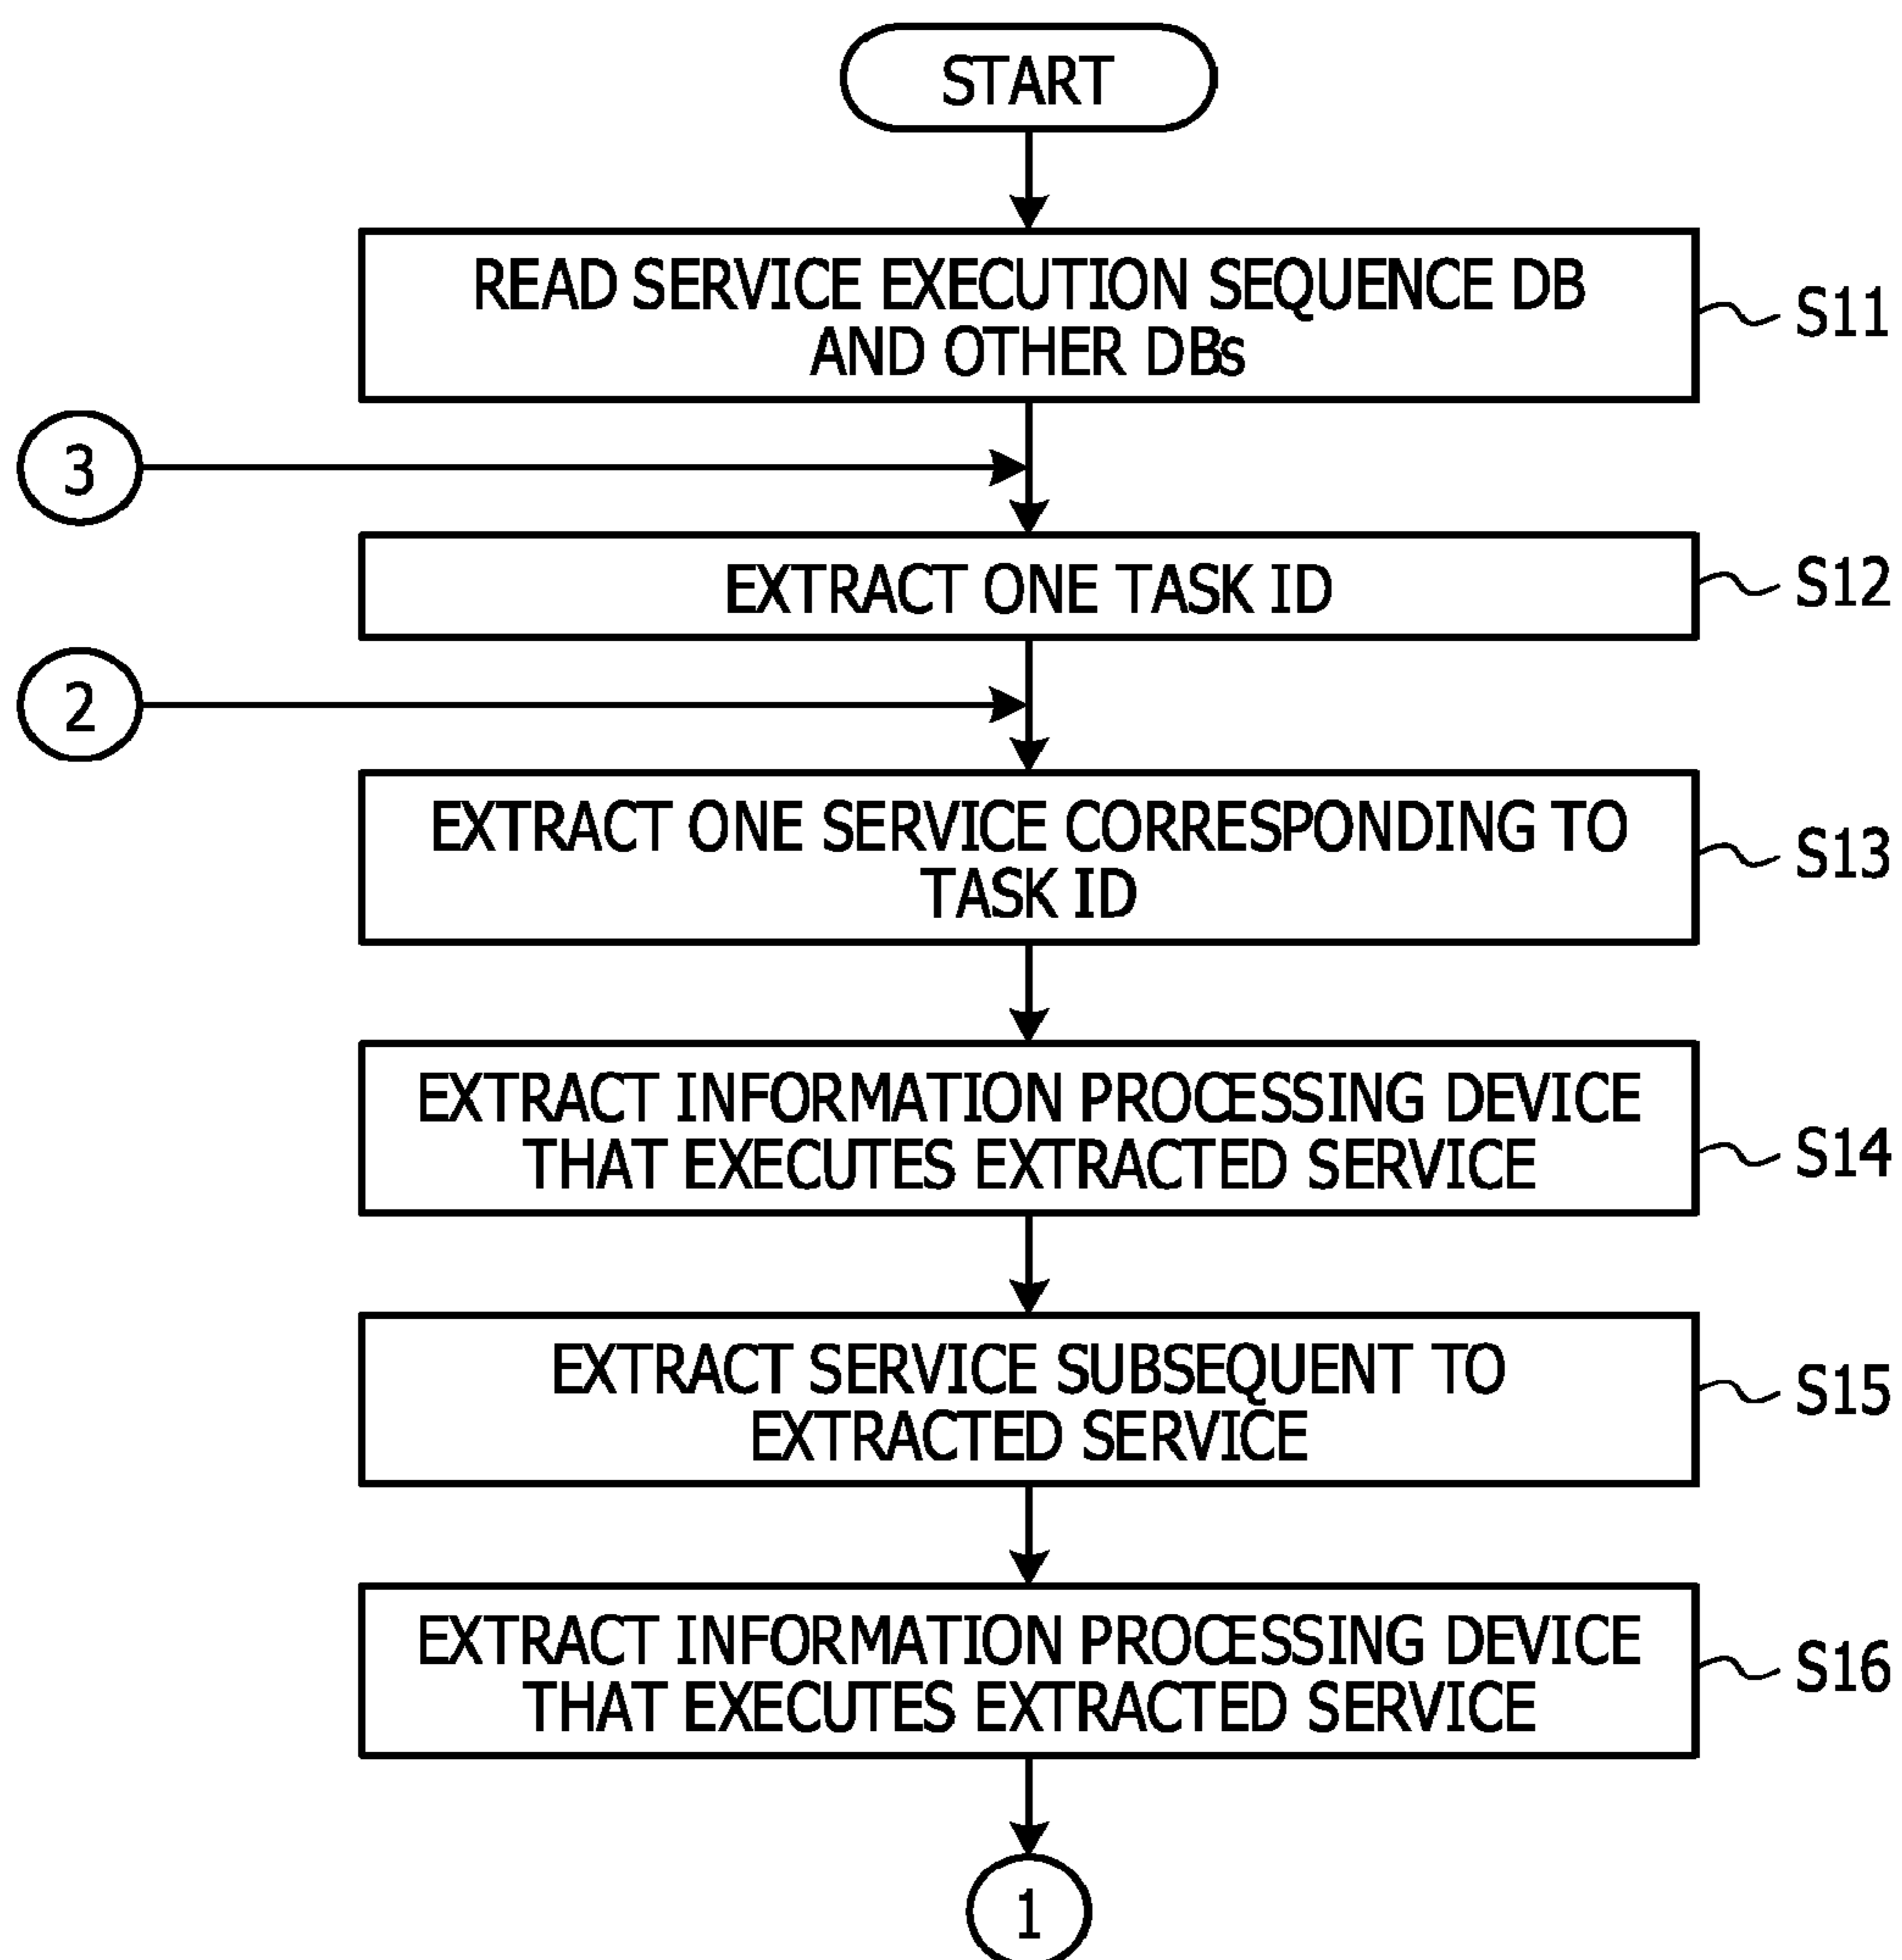 START
READ SERVICE EXECUTION SEQUENCE DB
AND OTHER DBs
S11
3
EXTRACT ONE TASK ID
S12
2
EXTRACT ONE SERVICE CORRESPONDING TO
TASK ID
S13
EXTRACT INFORMATION PROCESSING DEVICE
THAT EXECUTES EXTRACTED SERVICE
S14
EXTRACT SERVICE SUBSEQUENT TO
EXTRACTED SERVICE
S15
EXTRACT INFORMATION PROCESSING DEVICE
THAT EXECUTES EXTRACTED SERVICE
S16
1